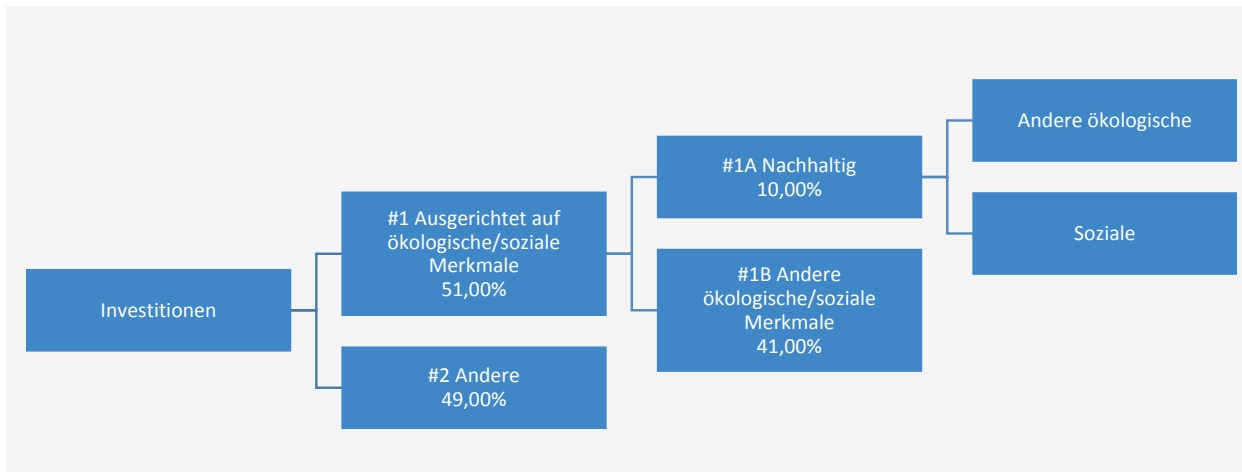 Investitionen
#1 Ausgerichtet auf
ökologische/soziale
Merkmale
51,00%
#2 Andere
49,00%
#1A Nachhaltig
10,00%
#1B Andere
ökologische/soziale
Merkmale
41,00%
Andere ökologische
Soziale